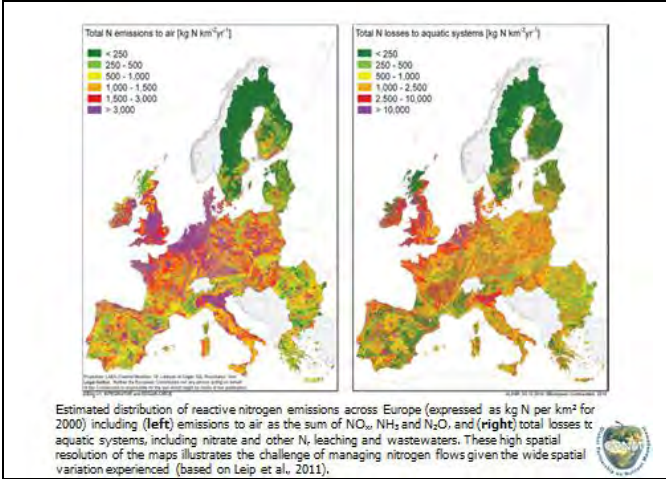 Total N emissions to air [kg N km⁻²yr⁻¹]
< 250
250 - 500
500 - 1,000
1,000 - 1,500
1,500 - 3,000
> 3,000
Total N losses to aquatic systems [kg N km⁻²yr⁻¹]
< 250
250 - 500
500 - 1,000
1,000 - 2,500
2,500 - 10,000
> 10,000
Estimated distribution of reactive nitrogen emissions across Europe (expressed as kg N per km² for
2000) including (left) emissions to air as the sum of NOₓ, NH₃ and N₂O, and (right) total losses to
aquatic systems, including nitrate and other Nᵣ leaching and wastewaters. These high spatial
resolution of the maps illustrates the challenge of managing nitrogen flows given the wide spatial
variation experienced (based on Leip et al., 2011).